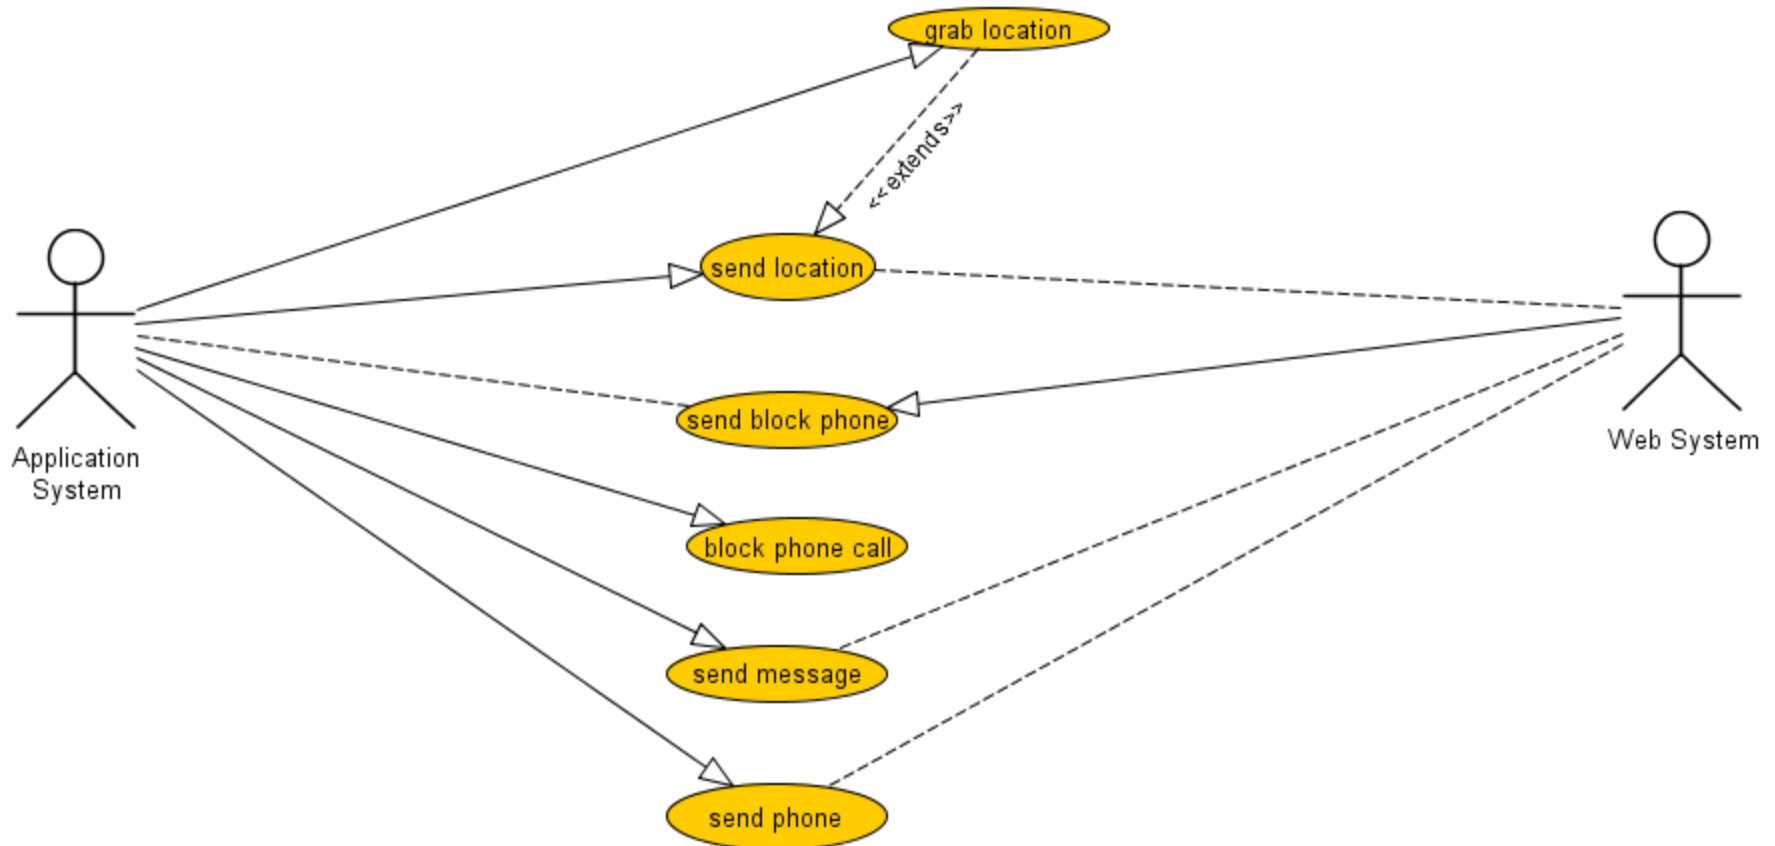 grab location
<<extends>>
send location
send block phone
Application
System
Web System
block phone call
send message
send phone